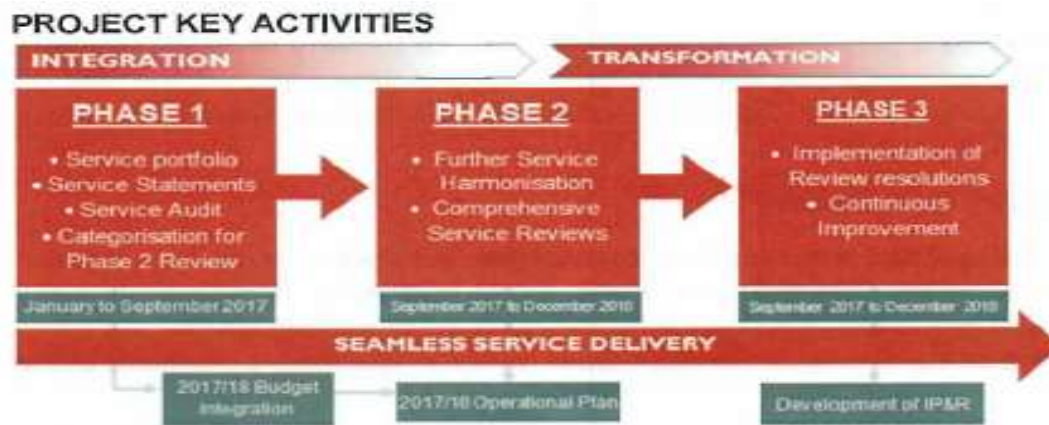 PROJECT KEY ACTIVITIES
INTEGRATION
TRANSFORMATION
PHASE 1
• Service portfolio
• Service Statements
• Service Audit
• Categorisation for
Phase 2 Review
January to September 2017
PHASE 2
• Further Service
Harmonisation
• Comprehensive
Service Reviews
September 2017 to December 2018
PHASE 3
• Implementation of
Review resolutions
• Continuous
Improvement
September 2017 to December 2018
SEAMLESS SERVICE DELIVERY
2017/18 Budget
Integration
2017/18 Operational Plan
Development of IP&R